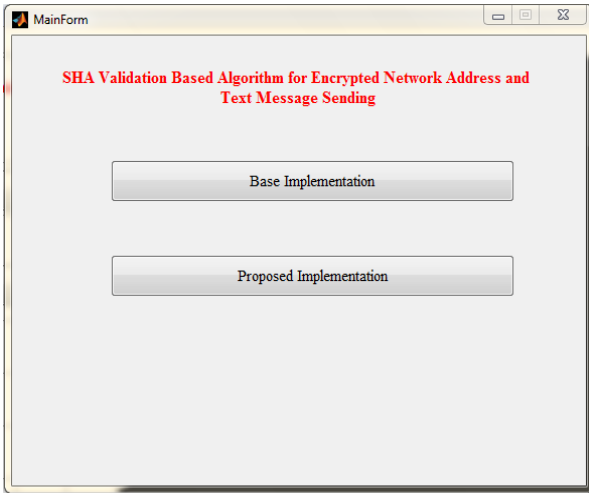 MainForm
SHA Validation Based Algorithm for Encrypted Network Address and
Text Message Sending
Base Implementation
Proposed Implementation